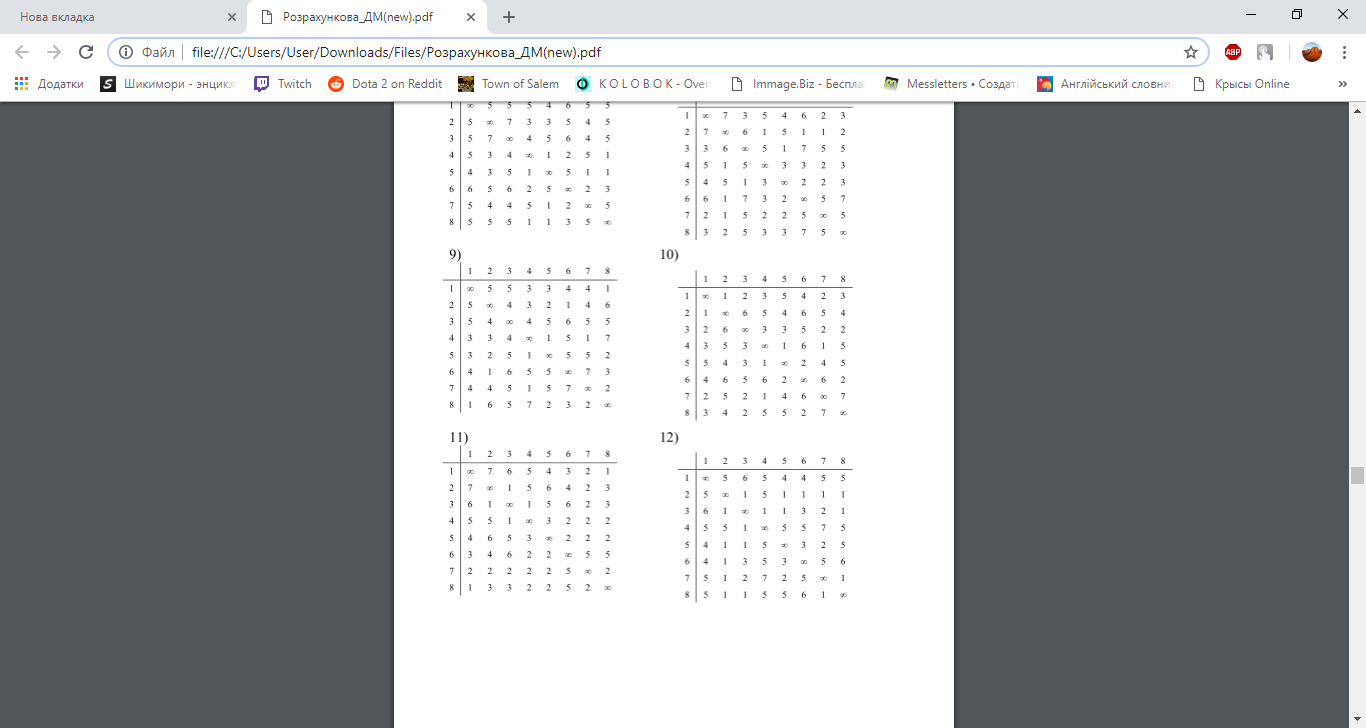 Нова вкладка
Розрахункова_ДМ(new).pdf
Файл
file:///C:/Users/User/Downloads/Files/Розрахункова_ДМ(new).pdf
ABP
Додатки
S
Шикимори - энцикл
Twitch
Dota 2 on Reddit
Town of Salem
K O L O B O K - Over
Immage.Biz - Беспла
Messletters • Создат
Англійський словни
Крысы Online
»
1 ∞ 5 5 5 4 6 5 5
2 5 ∞ 7 3 3 5 4 5
3 5 7 ∞ 4 5 6 4 5
4 5 3 4 ∞ 1 2 5 1
5 4 3 5 1 ∞ 5 1 1
6 6 5 6 2 5 ∞ 2 3
7 5 4 4 5 1 2 ∞ 5
8 5 5 5 1 1 3 5 ∞
1 ∞ 7 3 5 4 6 2 3
2 7 ∞ 6 1 5 1 1 2
3 3 6 ∞ 5 1 7 5 5
4 5 1 5 ∞ 3 3 2 3
5 4 5 1 3 ∞ 2 2 3
6 6 1 7 3 2 ∞ 5 7
7 2 1 5 2 2 5 ∞ 5
8 3 2 5 3 3 7 5 ∞
9)
1 2 3 4 5 6 7 8
1 ∞ 5 5 3 3 4 4 1
2 5 ∞ 4 3 2 1 4 6
3 5 4 ∞ 4 5 6 5 5
4 3 3 4 ∞ 1 5 1 7
5 3 2 5 1 ∞ 5 5 2
6 4 1 6 5 5 ∞ 7 3
7 4 4 5 1 5 7 ∞ 2
8 1 6 5 7 2 3 2 ∞
10)
1 2 3 4 5 6 7 8
1 ∞ 1 2 3 5 4 2 3
2 1 ∞ 6 5 4 6 5 4
3 2 6 ∞ 3 3 5 2 2
4 3 5 3 ∞ 1 6 1 5
5 5 4 3 1 ∞ 2 4 5
6 4 6 5 6 2 ∞ 6 2
7 2 5 2 1 4 6 ∞ 7
8 3 4 2 5 5 2 7 ∞
11)
1 2 3 4 5 6 7 8
1 ∞ 7 6 5 4 3 2 1
2 7 ∞ 1 5 6 4 2 3
3 6 1 ∞ 1 5 6 2 3
4 5 5 1 ∞ 3 2 2 2
5 4 6 5 3 ∞ 2 2 2
6 3 4 6 2 2 ∞ 5 5
7 2 2 2 2 2 5 ∞ 2
8 1 3 3 2 2 5 2 ∞
12)
1 2 3 4 5 6 7 8
1 ∞ 5 6 5 4 4 5 5
2 5 ∞ 1 5 1 1 1 1
3 6 1 ∞ 1 1 3 2 1
4 5 5 1 ∞ 5 5 7 5
5 4 1 1 5 ∞ 3 2 5
6 4 1 3 5 3 ∞ 5 6
7 5 1 2 7 2 5 ∞ 1
8 5 1 1 5 5 6 1 ∞